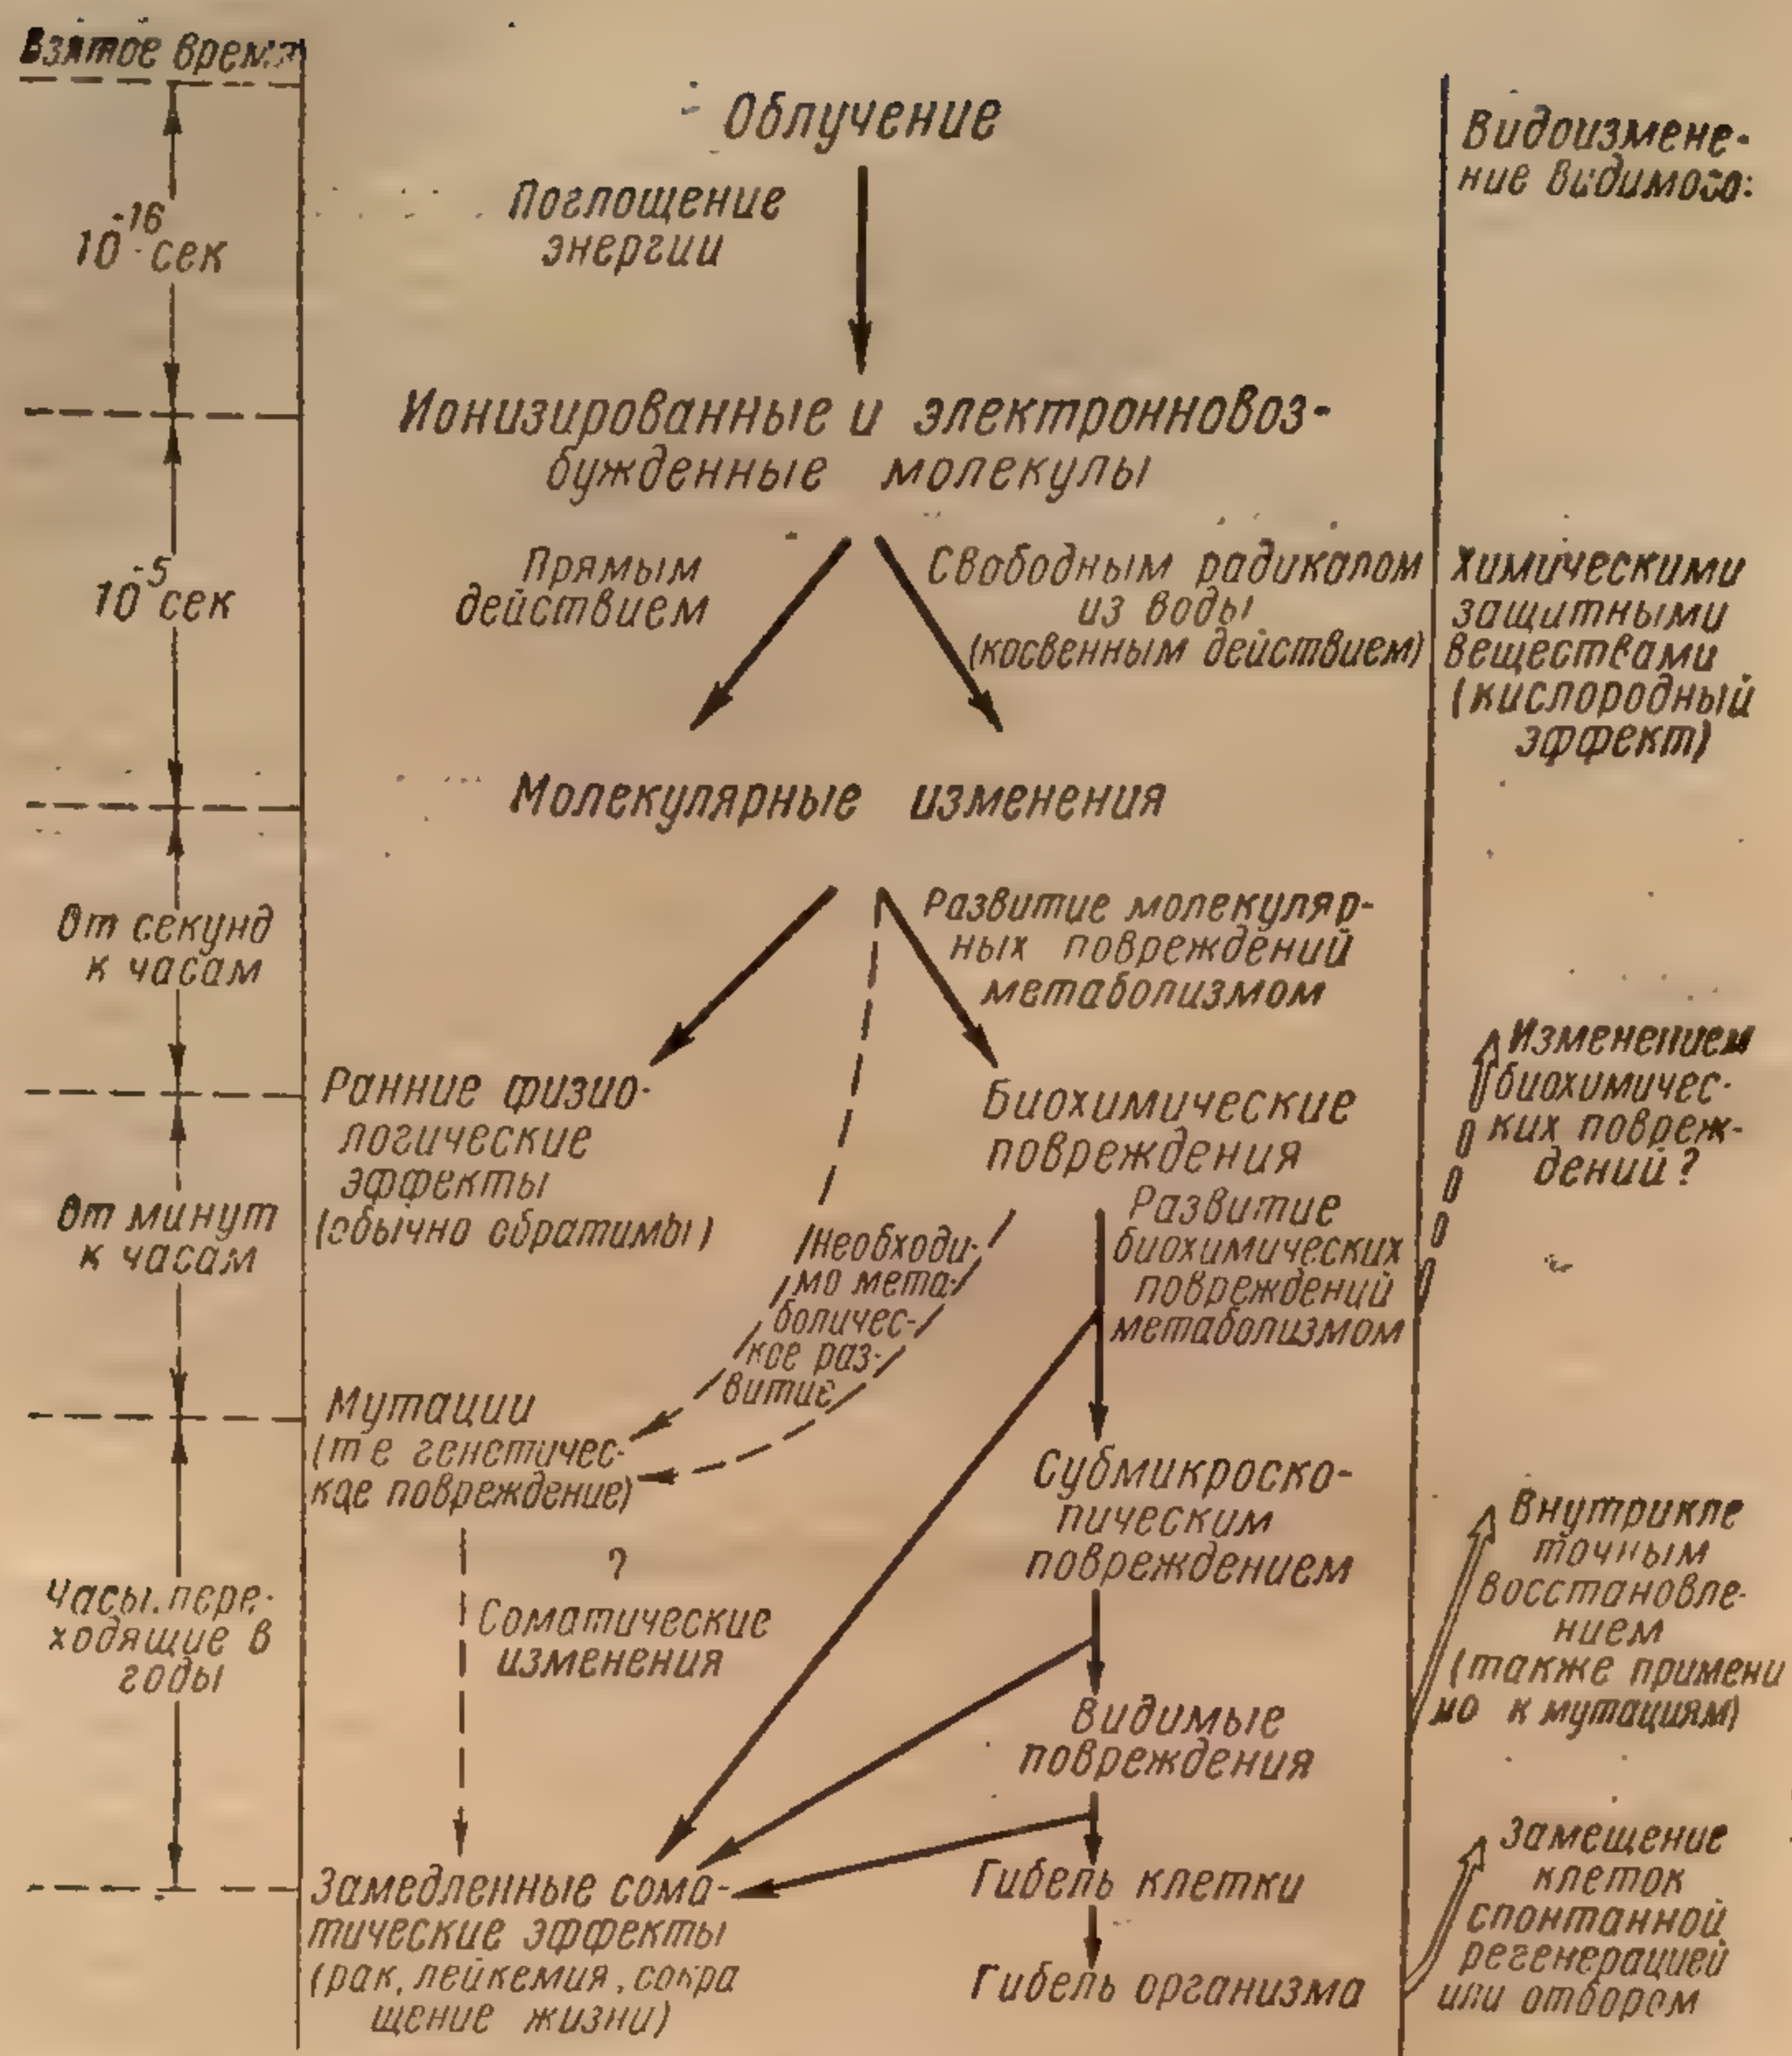 Взятое время
10⁻¹⁶ сек
10⁻⁵ сек
От секунд
к часам
От минут
к часам
Часы, пере-
ходящие в
годы
Облучение
Поглощение
энергии
Ионизированные и электронновоз-
бужденные молекулы
Прямым
действием
Свободным радикалом
из воды
(косвенным действием)
Молекулярные изменения
Развитие молекуляр-
ных повреждений
метаболизмом
Ранние физио-
логические
эффекты
(обычно обратимы)
Биохимические
повреждения
Необходи-
мо мета-
боличес-
кое раз-
витие
Развитие
биохимических
повреждений
метаболизмом
Мутации
(т е генетичес-
кое повреждение)
?
Соматические
изменения
Субмикроско-
пическим
повреждением
Видимые
повреждения
Замедленные сома-
тические эффекты
(рак, лейкемия, сокра
щение жизни)
Гибель клетки
Гибель организма
Видоизмене-
ние видимого:
Химическими
защитными
веществами
(кислородный
эффект)
Изменением
биохимичес-
ких повреж-
дений?
Внутрикле
точным
восстановле-
нием
(также примени
мо к мутациям)
Замещение
клеток
спонтанной
регенерацией
или отбором